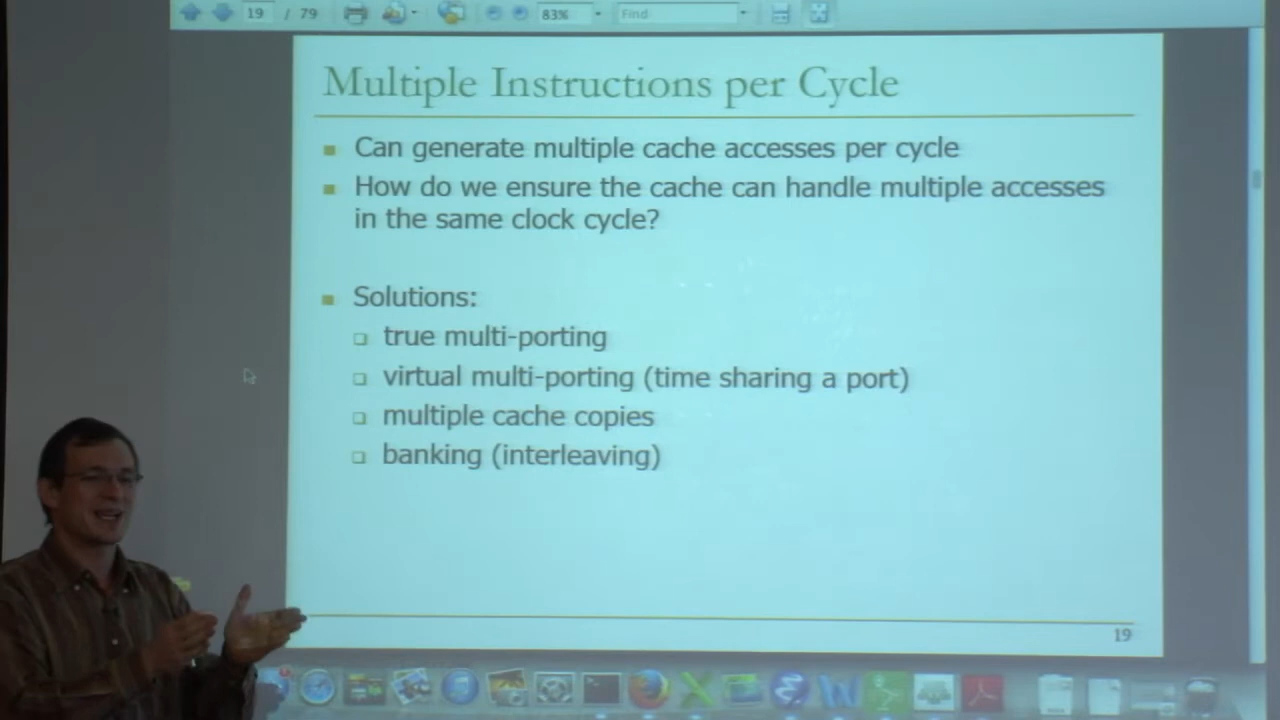 19 / 79
83%
Find
Multiple Instructions per Cycle
Can generate multiple cache accesses per cycle
How do we ensure the cache can handle multiple accesses
in the same clock cycle?
Solutions:
true multi-porting
virtual multi-porting (time sharing a port)
multiple cache copies
banking (interleaving)
19